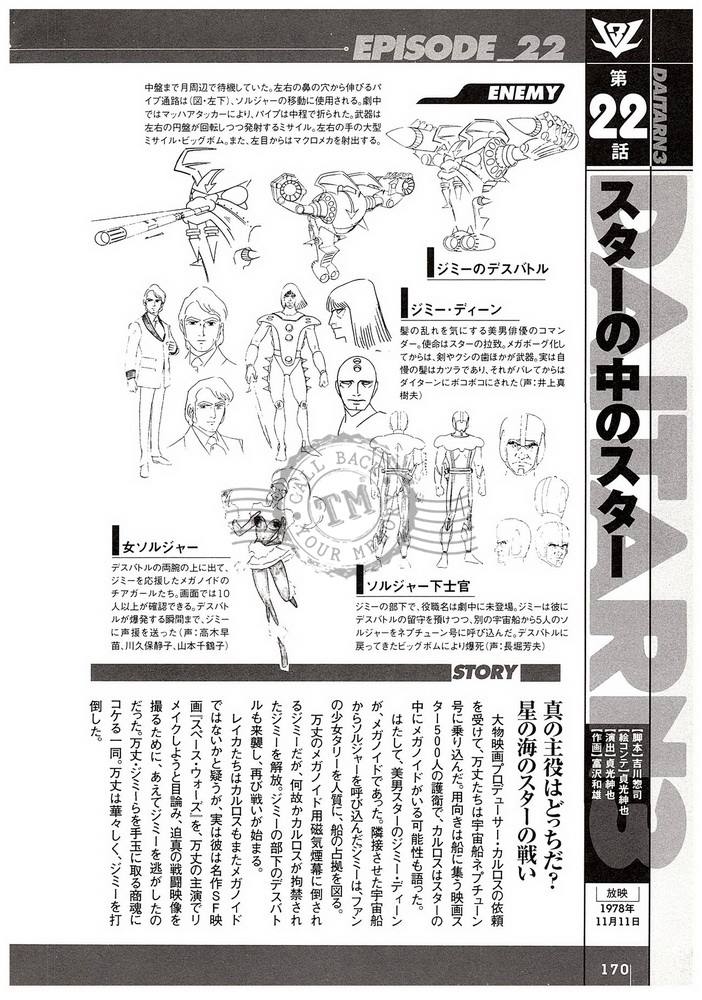 EPISODE_22
第
22
話
DAITARN3
DAITARN3
スターの中のスター
ENEMY
中盤まで月周辺で待機していた。左右の鼻の穴から伸びるパ
イプ通路は（図・左下）、ソルジャーの移動に使用される。劇中
ではマッハアタッカーにより、パイプは中程で折られた。武器は
左右の円盤が回転しつつ発射するミサイル。左右の手の大型
ミサイル・ビッグボム。また、左目からはマクロメカを射出する。
ジミーのデスバトル
ジミー・ディーン
髪の乱れを気にする美男俳優のコマン
ダー。使命はスターの拉致。メガボーグ化し
てからは、剣やクシの歯ほかが武器。実は自
慢の髪はカツラであり、それがバレてからは
ダイターンにボコボコにされた（声：井上真
樹夫）
女ソルジャー
デスバトルの両腕の上に出て、
ジミーを応援したメガノイドの
チアガールたち。画面では10
人以上が確認できる。デスバト
ルが爆発する瞬間まで、ジミー
に声援を送った（声：高木早
苗、川久保静子、山本千鶴子）
ソルジャー下士官
ジミーの部下で、役職名は劇中に未登場。ジミーは彼に
デスバトルの留守を預けつつ、別の宇宙船から5人のソ
ルジャーをネプチューン号に呼び込んだ。デスバトルに
戻ってきたビッグボムにより爆死（声：長堀芳夫）
CALL BACK
TM
YOUR ME
STORY
真の主役はどっちだ？
星の海のスターの戦い
大物映画プロデューサー・カルロスの依頼
を受けて、万丈たちは宇宙船ネプチューン
号に乗り込んだ。用向きは船に集う映画ス
ター500人の護衛で、カルロスはスターの
中にメガノイドがいる可能性も語った。
はたして、美男スターのジミー・ディーン
が、メガノイドであった。隣接させた宇宙船
からソルジャーを呼び込んだジミーは、ファン
の少女タリーを人質に、船の占拠を図る。
万丈のメガノイド用磁気煙幕に倒され
るジミーだが、何故かカルロスが拘禁され
たジミーを解放。ジミーの部下のデスバト
ルも来襲し、再び戦いが始まる。
レイカたちはカルロスもまたメガノイド
ではないかと疑うが、実は彼は名作SF映
画『スペース・ウォーズ』を、万丈の主演でリ
メイクしようと目論み、迫真の戦闘映像を
撮るために、あえてジミーを逃がしたの
だった。万丈・ジミーらを手玉に取る商魂に
コケる一同。万丈は華々しく、ジミーを打
倒した。
【脚本】吉川惣司
【絵コンテ】貞光紳也
【演出】貞光紳也
【作画】富沢和雄
放映
1978年
11月11日
170